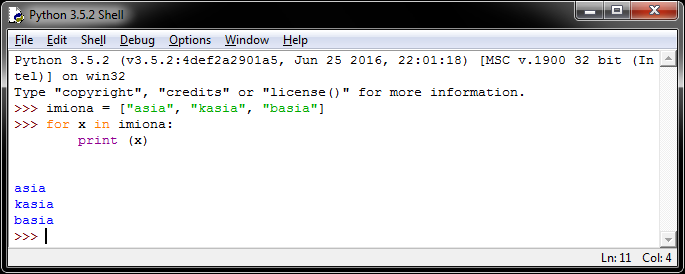 Python 3.5.2 Shell
File Edit Shell Debug Options Window Help
Python 3.5.2 (v3.5.2:4def2a2901a5, Jun 25 2016, 22:01:18) [MSC v.1900 32 bit (In
tel)] on win32
Type "copyright", "credits" or "license()" for more information.
>>> imiona = ["asia", "kasia", "basia"]
>>> for x in imiona:
        print (x)
asia
kasia
basia
>>>
Ln: 11 Col: 4